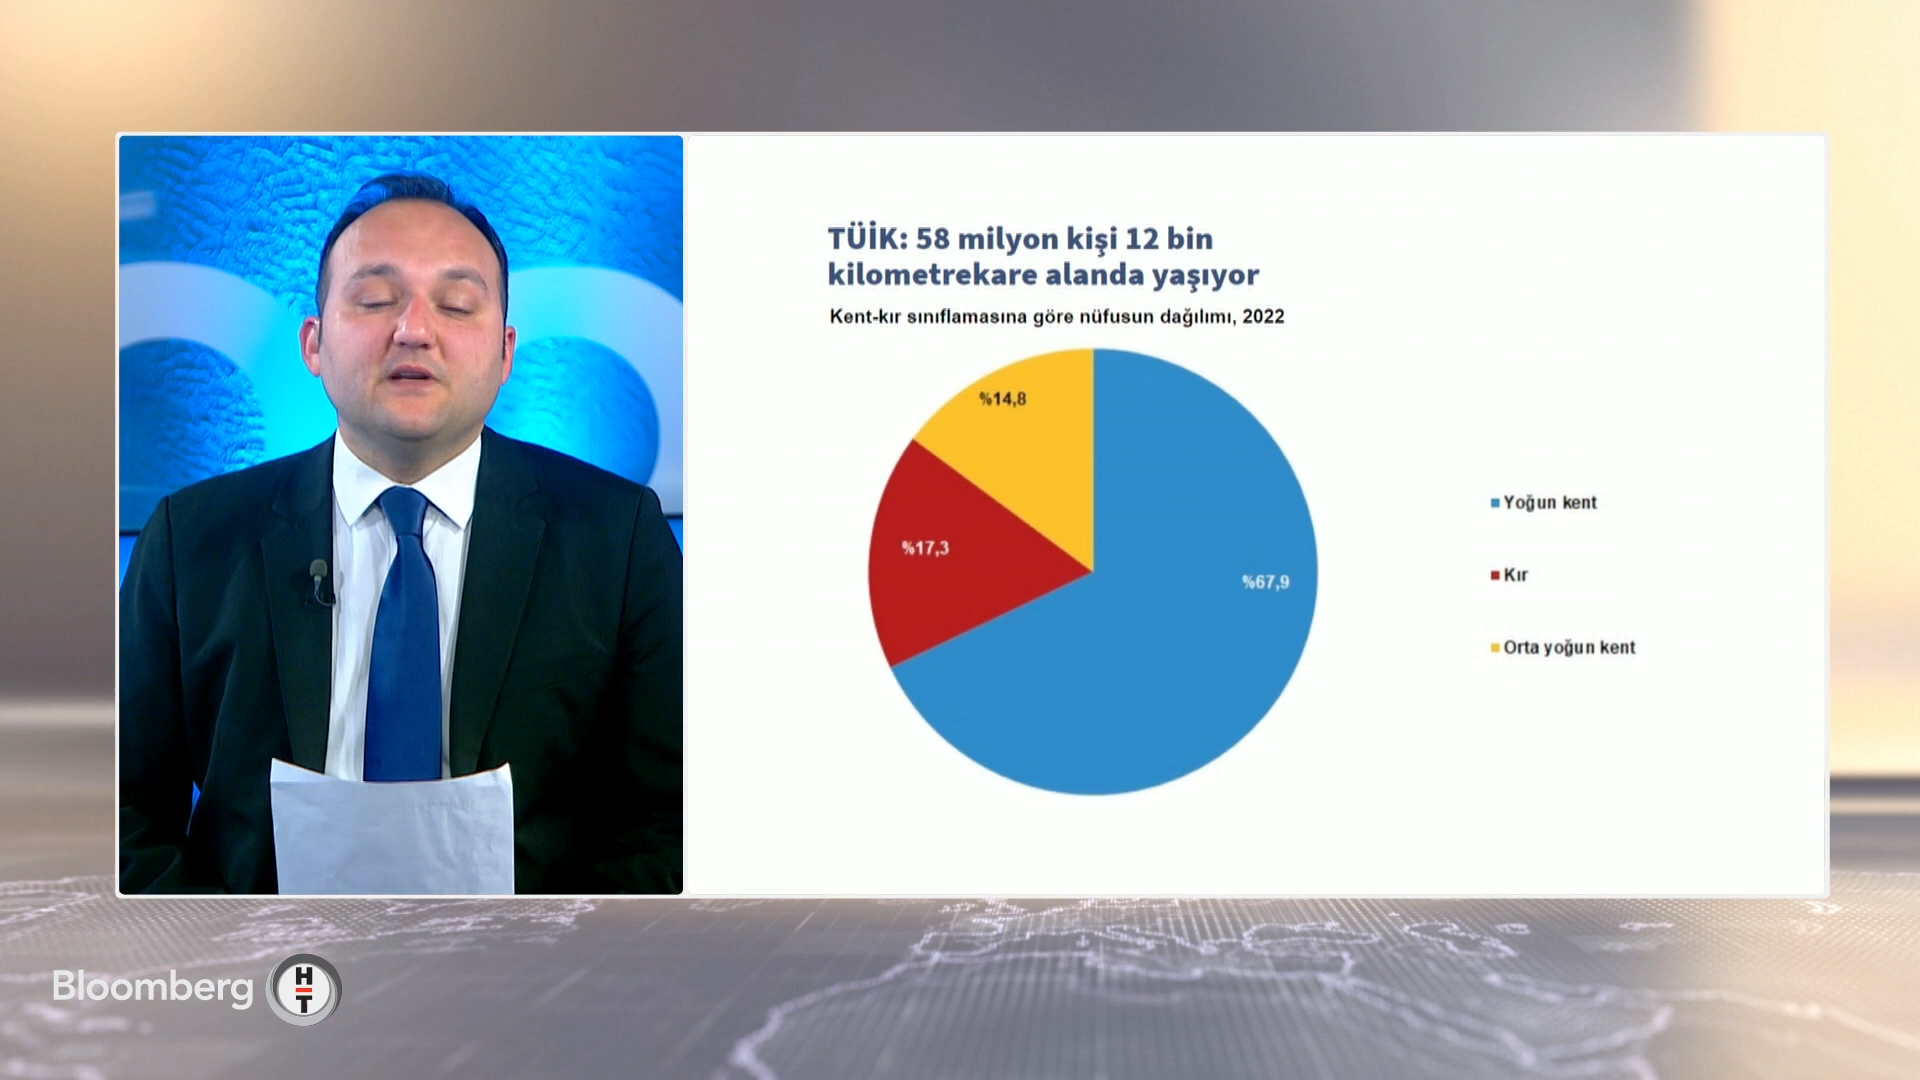 TÜİK: 58 milyon kişi 12 bin
kilometrekare alanda yaşıyor
Kent-kır sınıflamasına göre nüfusun dağılımı, 2022
%14,8
%17,3
%67,9
Yoğun kent
Kır
Orta yoğun kent
Bloomberg HT